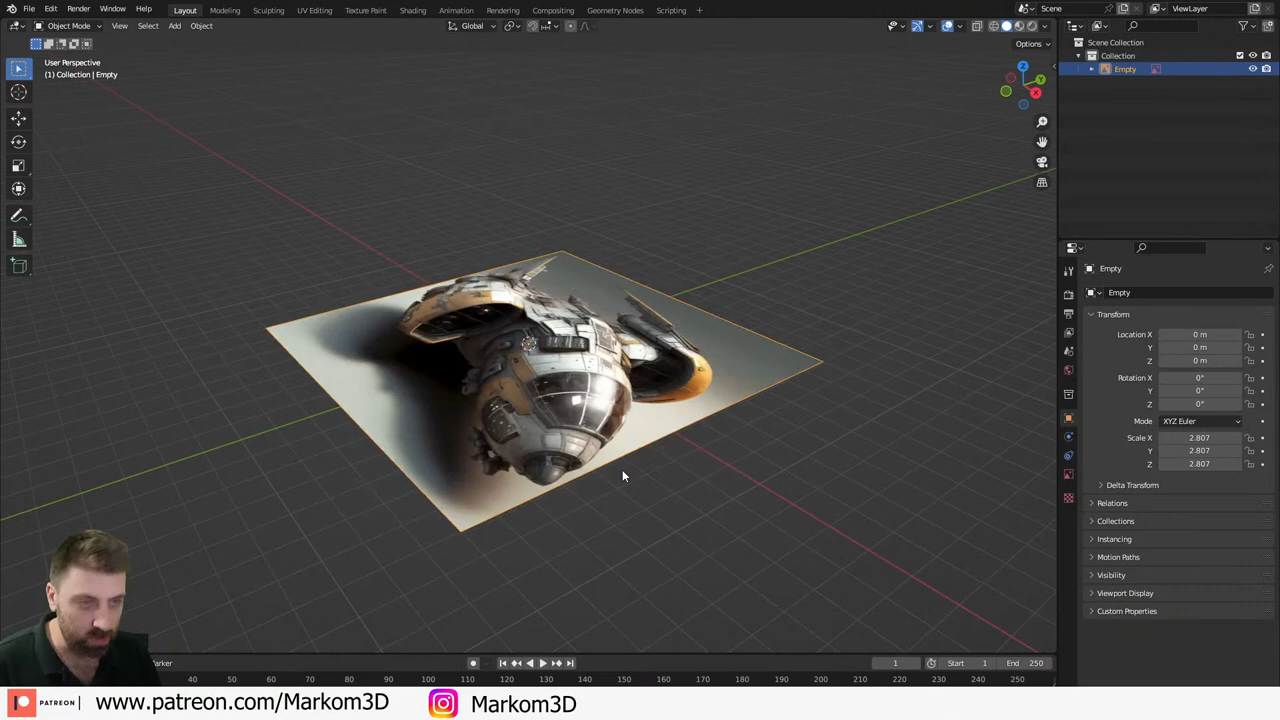 File Edit Render Window Help Layout Modeling Sculpting UV Editing Texture Paint Shading Animation Rendering Compositing Geometry Nodes Scripting Scene ViewLayer
Object Mode View Select Add Object Global
Options
User Perspective
(1) Collection | Empty
Z
Y
X
Scene Collection
Collection
Empty
Empty
Empty
Transform
Location X 0 m
Y 0 m
Z 0 m
Rotation X 0°
Y 0°
Z 0°
Mode XYZ Euler
Scale X 2.807
Y 2.807
Z 2.807
Delta Transform
Relations
Collections
Instancing
Motion Paths
Visibility
Viewport Display
Custom Properties
arker 1 Start 1 End 250
40 50 60 70 80 90 100 110 120 130 140 150 160 170 180 190 200 210 220 230 240 250
PATREON www.patreon.com/Markom3D Markom3D